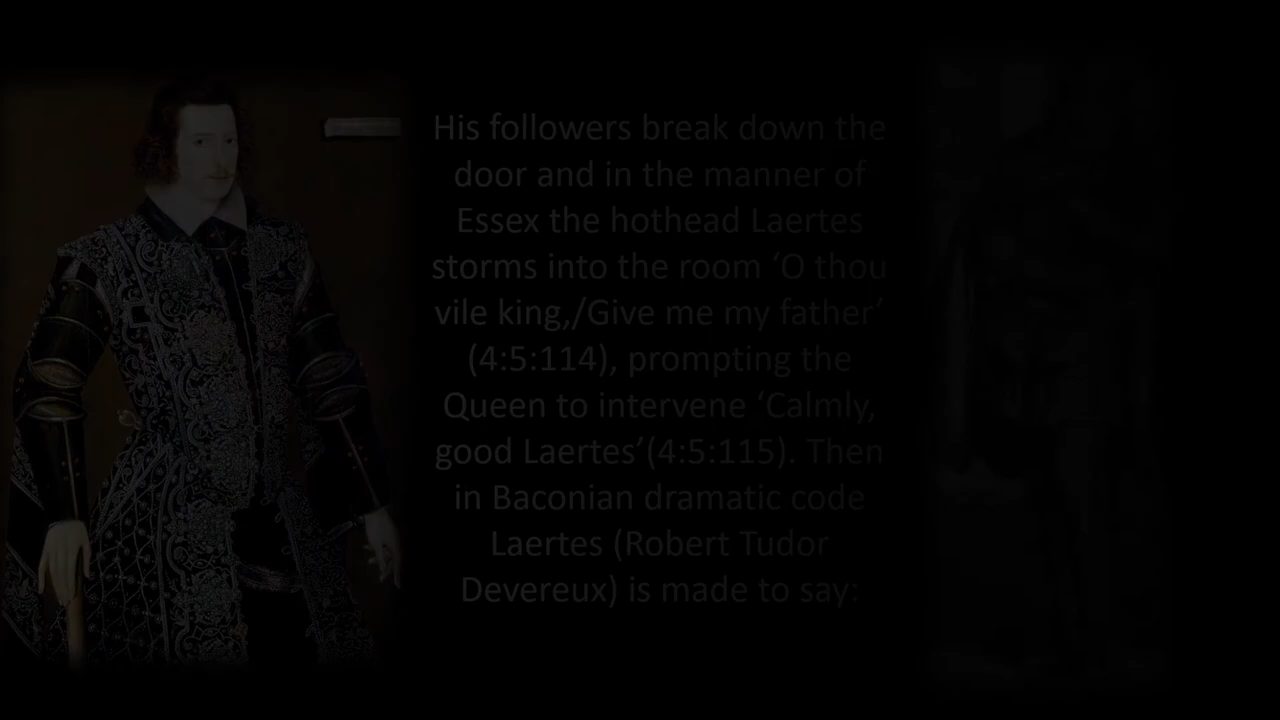 His followers break down the
door and in the manner of
Essex the hothead Laertes
storms into the room ‘O thou
vile king,/Give me my father’
(4:5:114), prompting the
Queen to intervene ‘Calmly,
good Laertes’(4:5:115). Then
in Baconian dramatic code
Laertes (Robert Tudor
Devereux) is made to say: